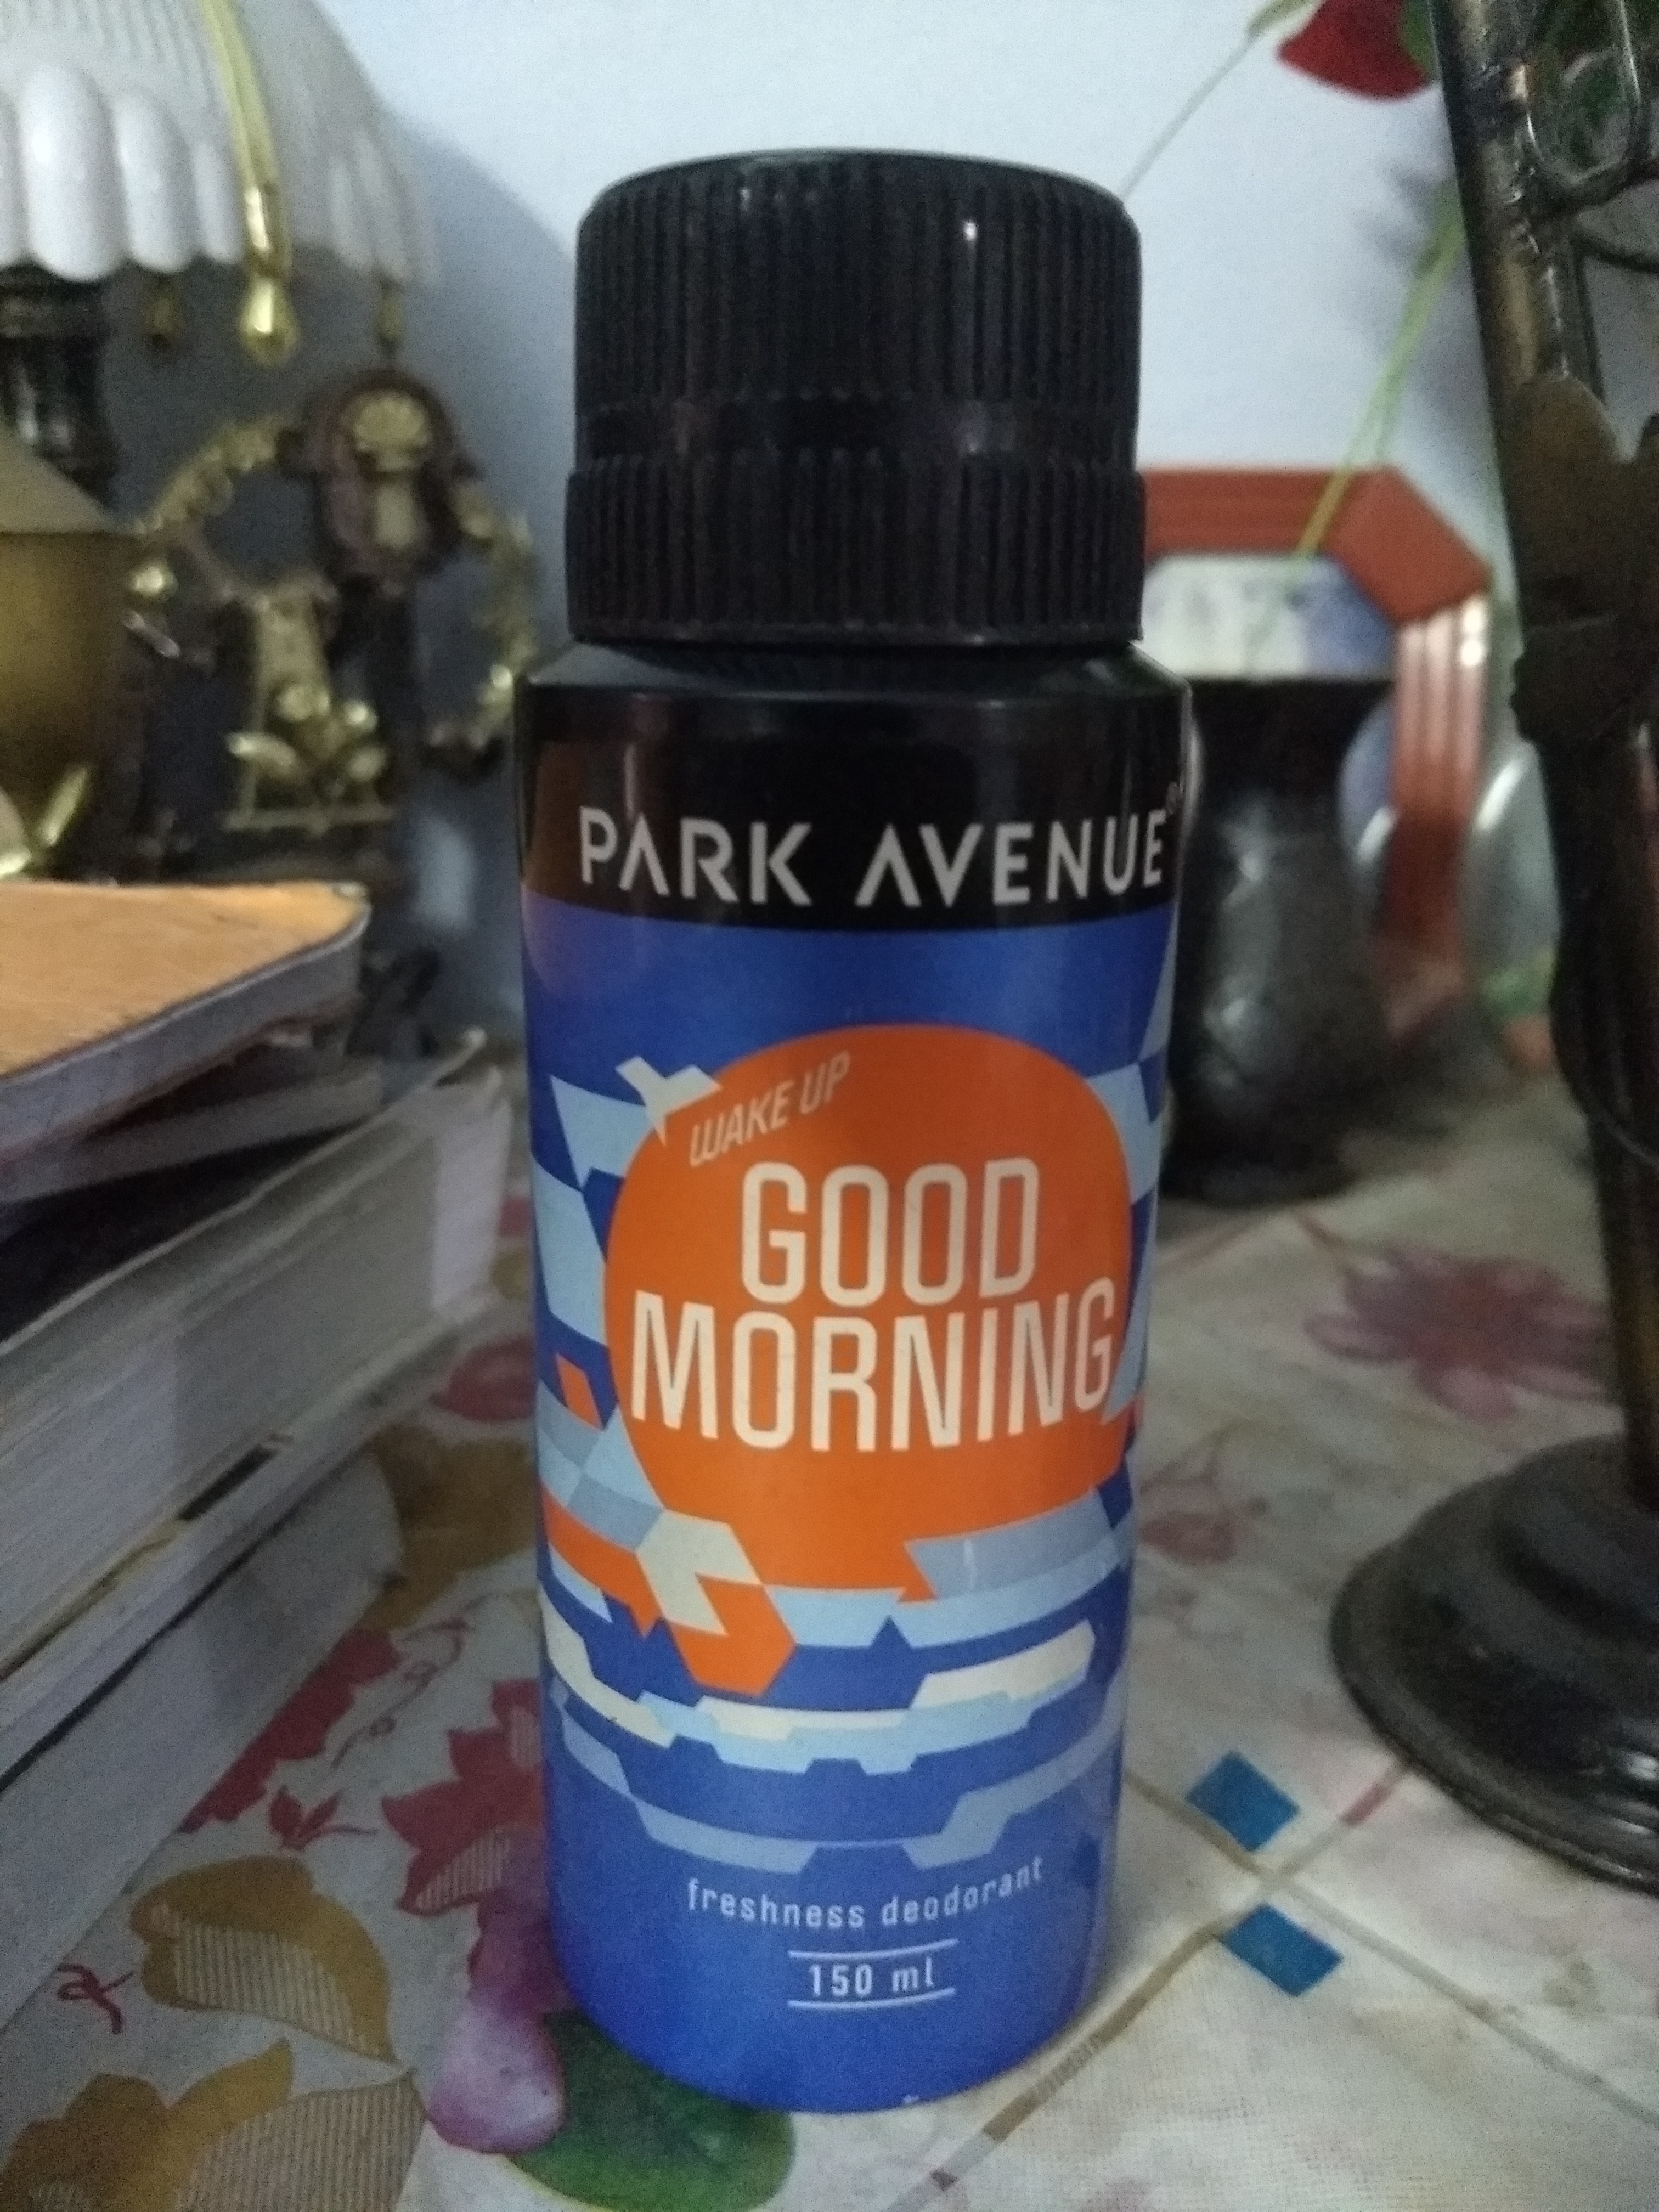 PARK AVENUE®
WAKE UP
GOOD
MORNING
freshness deodorant
150 ml